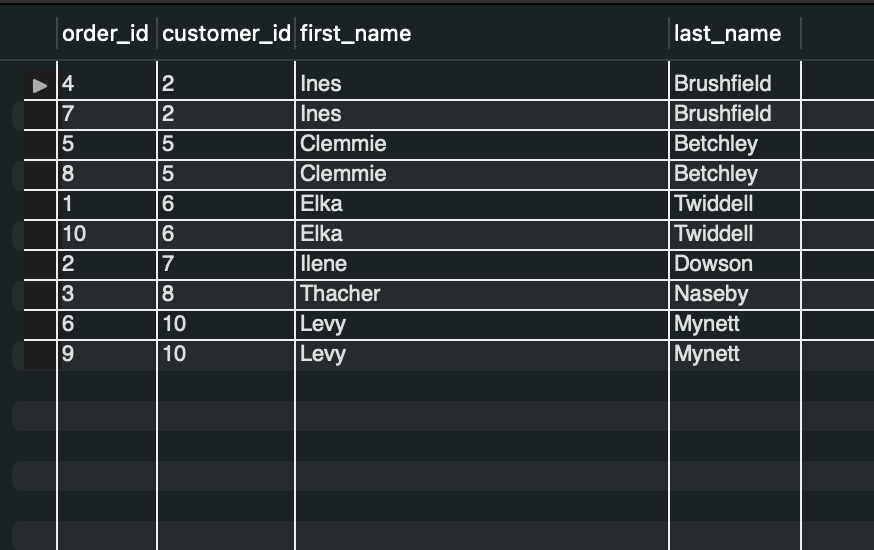 order_id customer_id first_name last_name
4 2 Ines Brushfield
7 2 Ines Brushfield
5 5 Clemmie Betchley
8 5 Clemmie Betchley
1 6 Elka Twiddell
10 6 Elka Twiddell
2 7 Ilene Dowson
3 8 Thacher Naseby
6 10 Levy Mynett
9 10 Levy Mynett